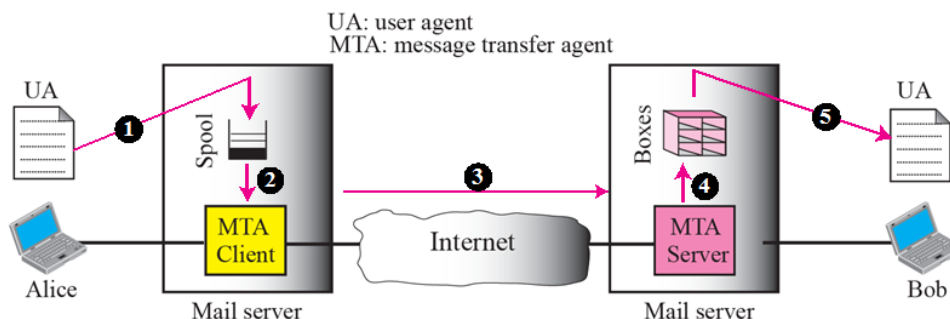 UA: user agent
MTA: message transfer agent
UA
UA
1
5
Spool
Boxes
2
3
4
MTA
Client
Internet
MTA
Server
Alice
Bob
Mail server
Mail server